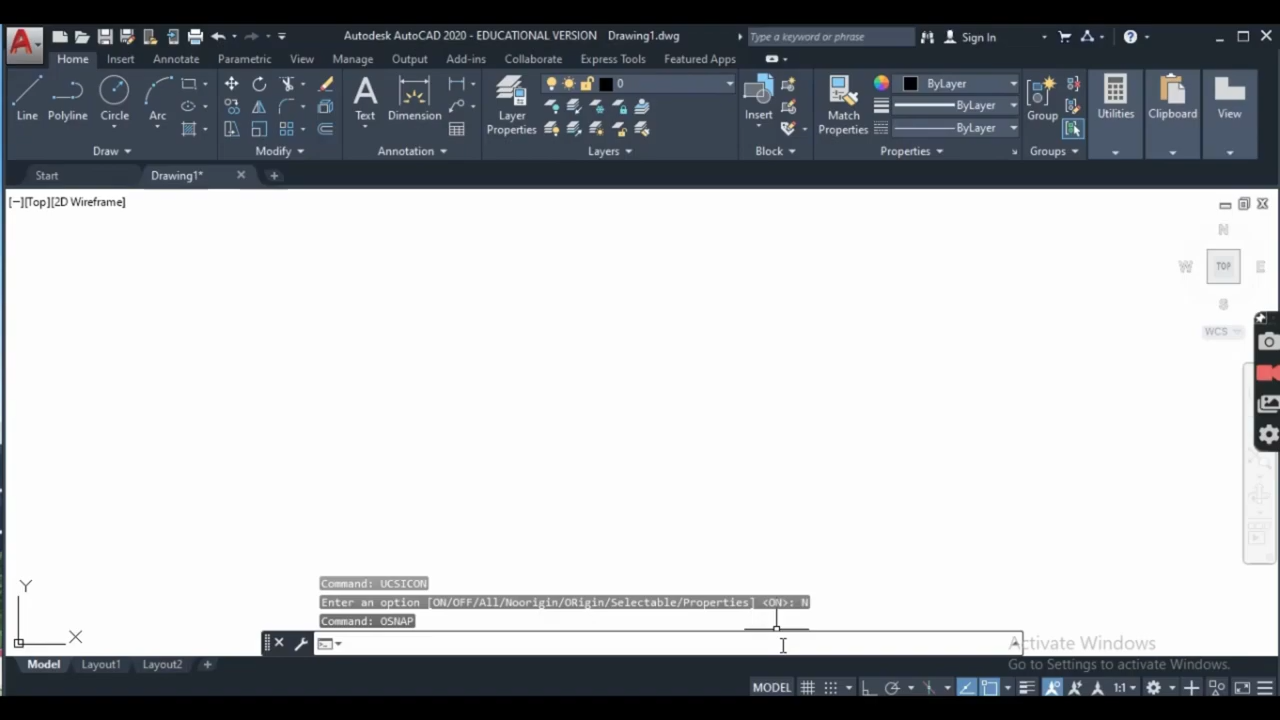 Autodesk AutoCAD 2020 - EDUCATIONAL VERSION Drawing1.dwg
Type a keyword or phrase
Sign In
Home Insert Annotate Parametric View Manage Output Add-ins Collaborate Express Tools Featured Apps
Line Polyline Circle Arc
Text Dimension
Layer Properties
0
Insert
Match Properties
ByLayer
ByLayer
ByLayer
Group
Utilities
Clipboard
View
Draw Modify Annotation Layers Block Properties Groups
Start Drawing1*
[−][Top][2D Wireframe]
N
W TOP E
S
WCS
Y
X
Command: UCSICON
Enter an option [ON/OFF/All/Noorigin/ORigin/Selectable/Properties] <ON>: N
Command: OSNAP
Activate Windows
Go to Settings to activate Windows.
Model Layout1 Layout2
MODEL 1:1